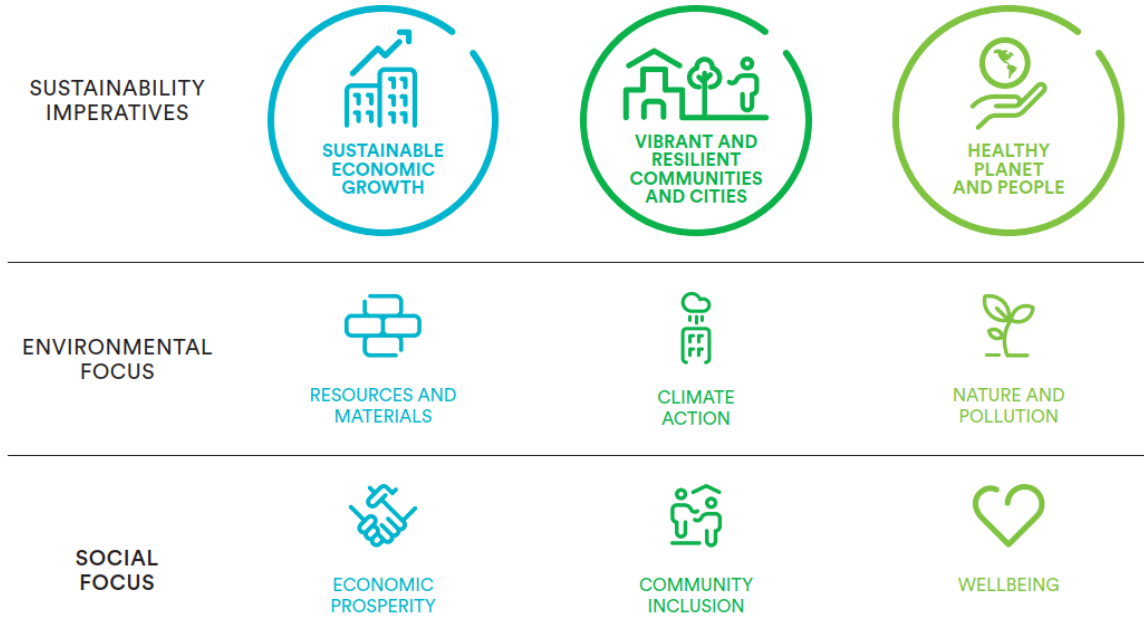 SUSTAINABILITY
IMPERATIVES
SUSTAINABLE
ECONOMIC
GROWTH
VIBRANT AND
RESILIENT
COMMUNITIES
AND CITIES
HEALTHY
PLANET
AND PEOPLE
ENVIRONMENTAL
FOCUS
RESOURCES AND
MATERIALS
CLIMATE
ACTION
NATURE AND
POLLUTION
SOCIAL
FOCUS
ECONOMIC
PROSPERITY
COMMUNITY
INCLUSION
WELLBEING